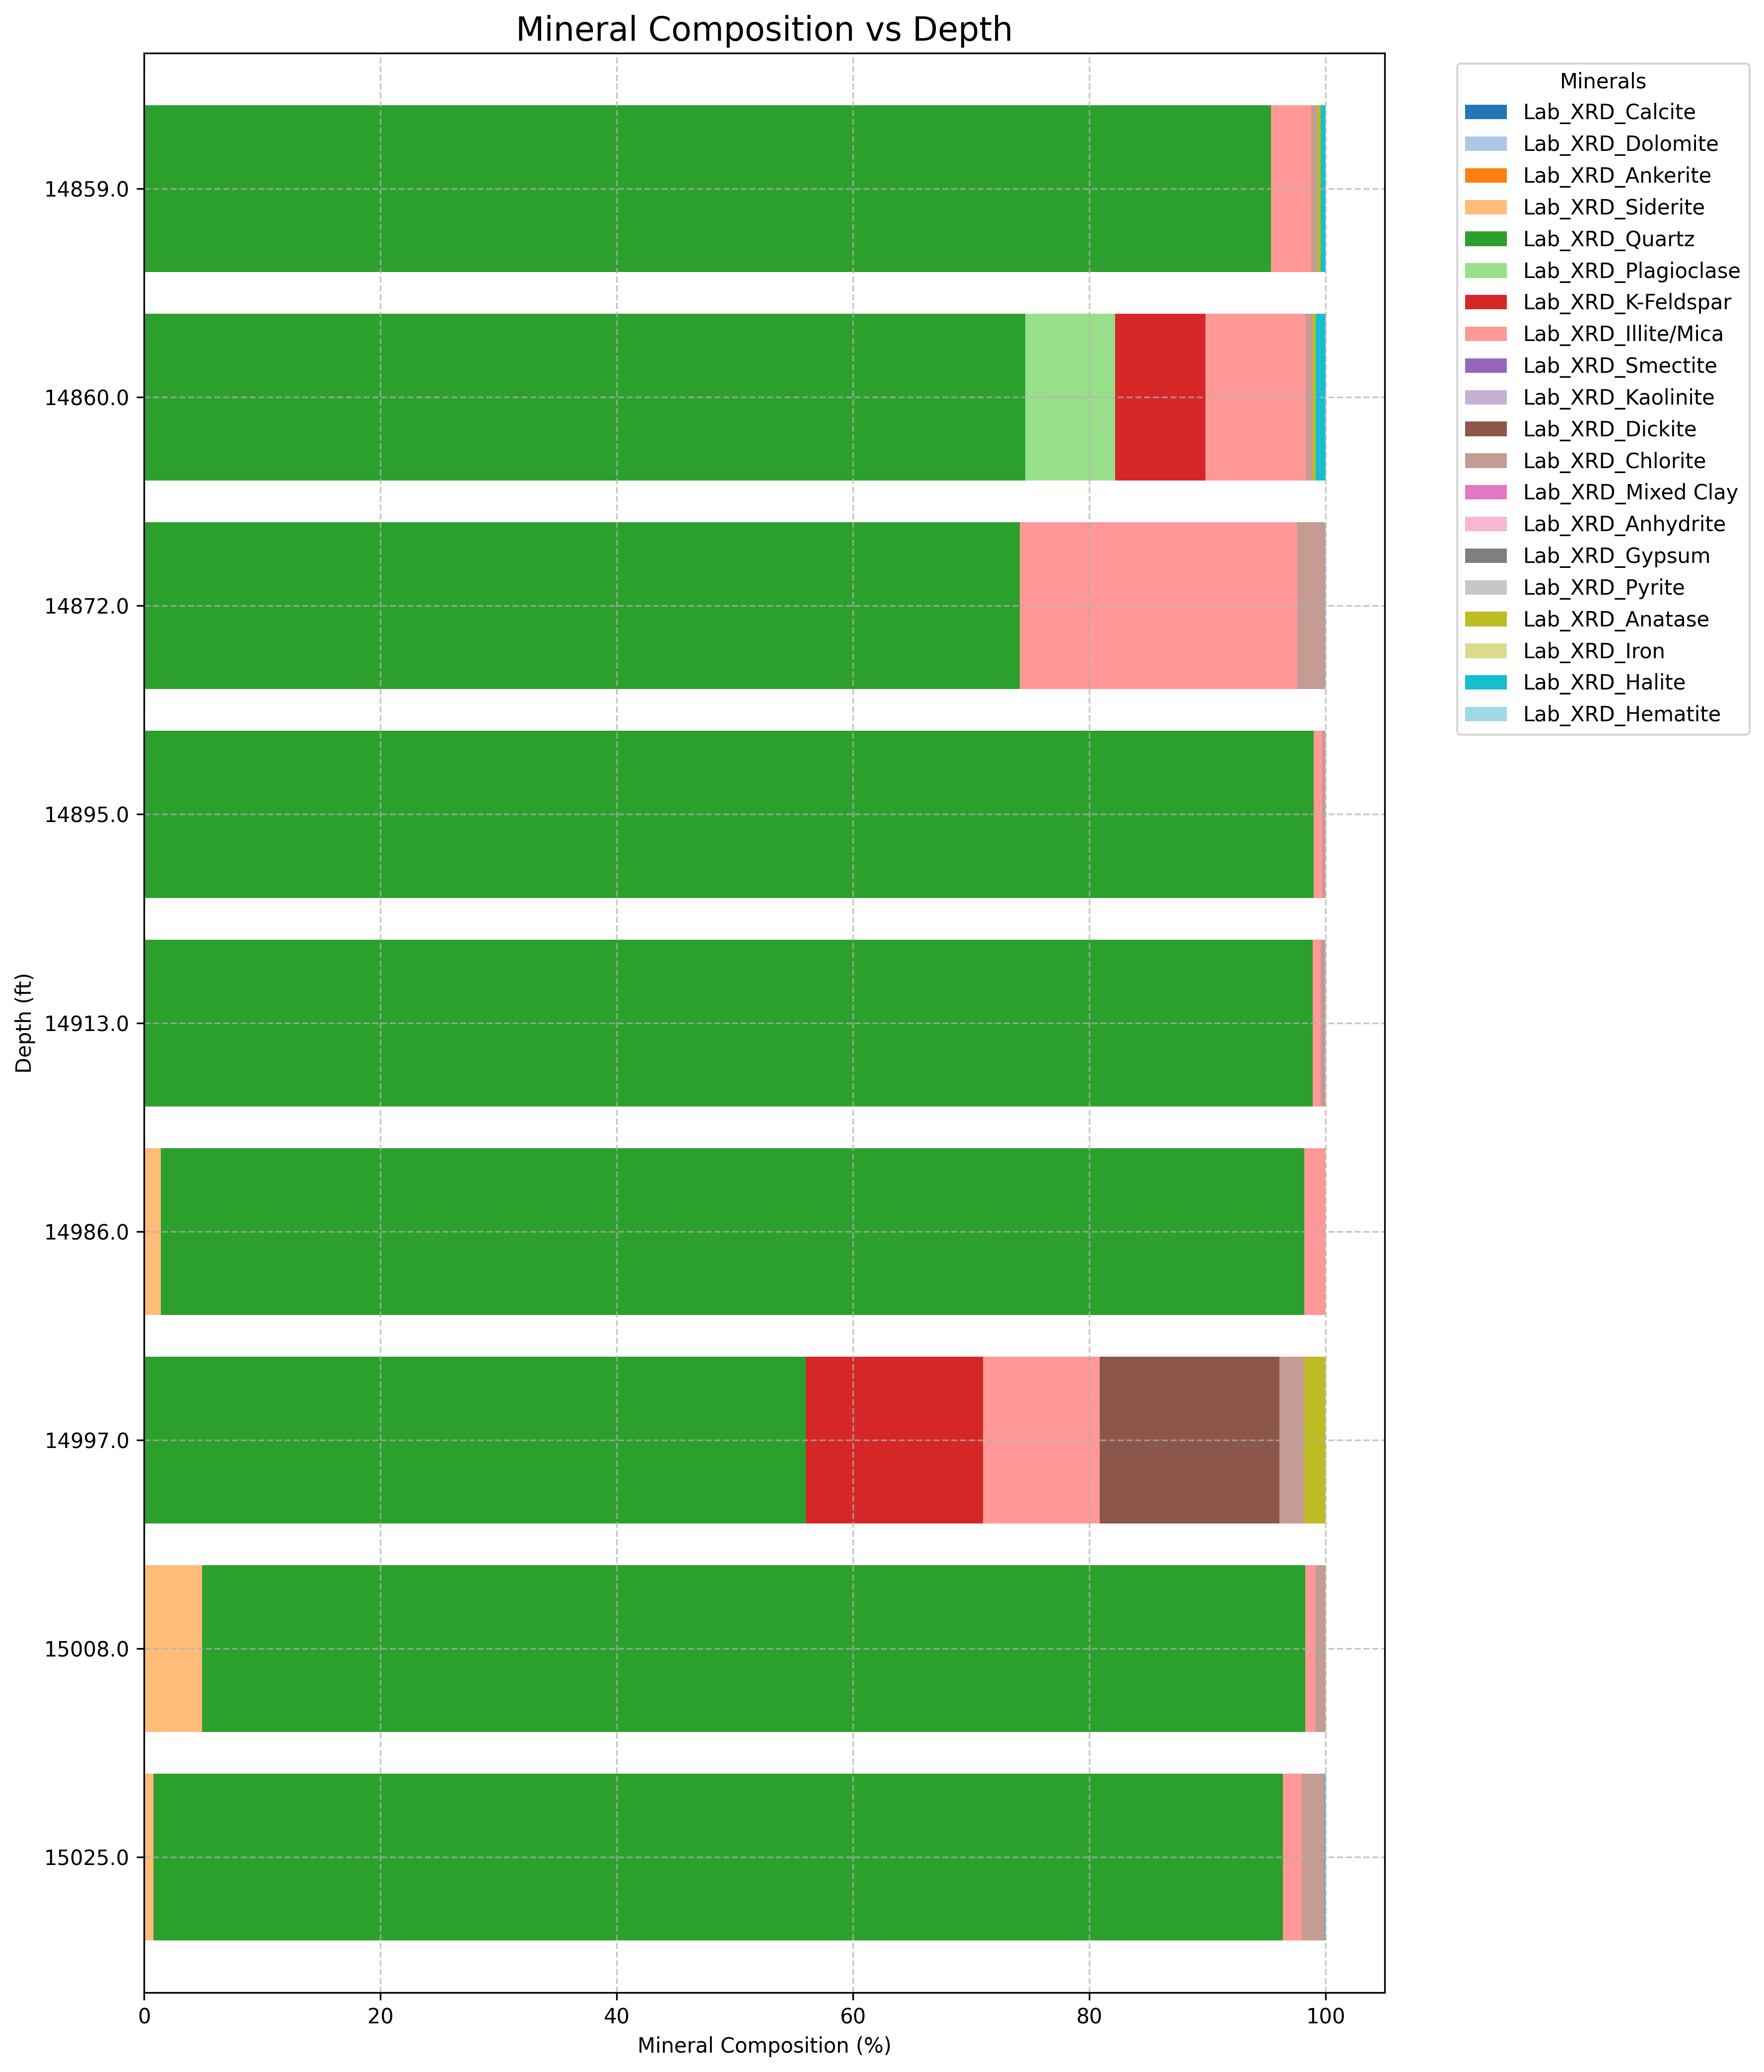 Mineral Composition vs Depth
Minerals
Lab_XRD_Calcite
Lab_XRD_Dolomite
Lab_XRD_Ankerite
Lab_XRD_Siderite
Lab_XRD_Quartz
Lab_XRD_Plagioclase
Lab_XRD_K-Feldspar
Lab_XRD_Illite/Mica
Lab_XRD_Smectite
Lab_XRD_Kaolinite
Lab_XRD_Dickite
Lab_XRD_Chlorite
Lab_XRD_Mixed Clay
Lab_XRD_Anhydrite
Lab_XRD_Gypsum
Lab_XRD_Pyrite
Lab_XRD_Anatase
Lab_XRD_Iron
Lab_XRD_Halite
Lab_XRD_Hematite
Depth (ft)
14859.0
14860.0
14872.0
14895.0
14913.0
14986.0
14997.0
15008.0
15025.0
0 20 40 60 80 100
Mineral Composition (%)